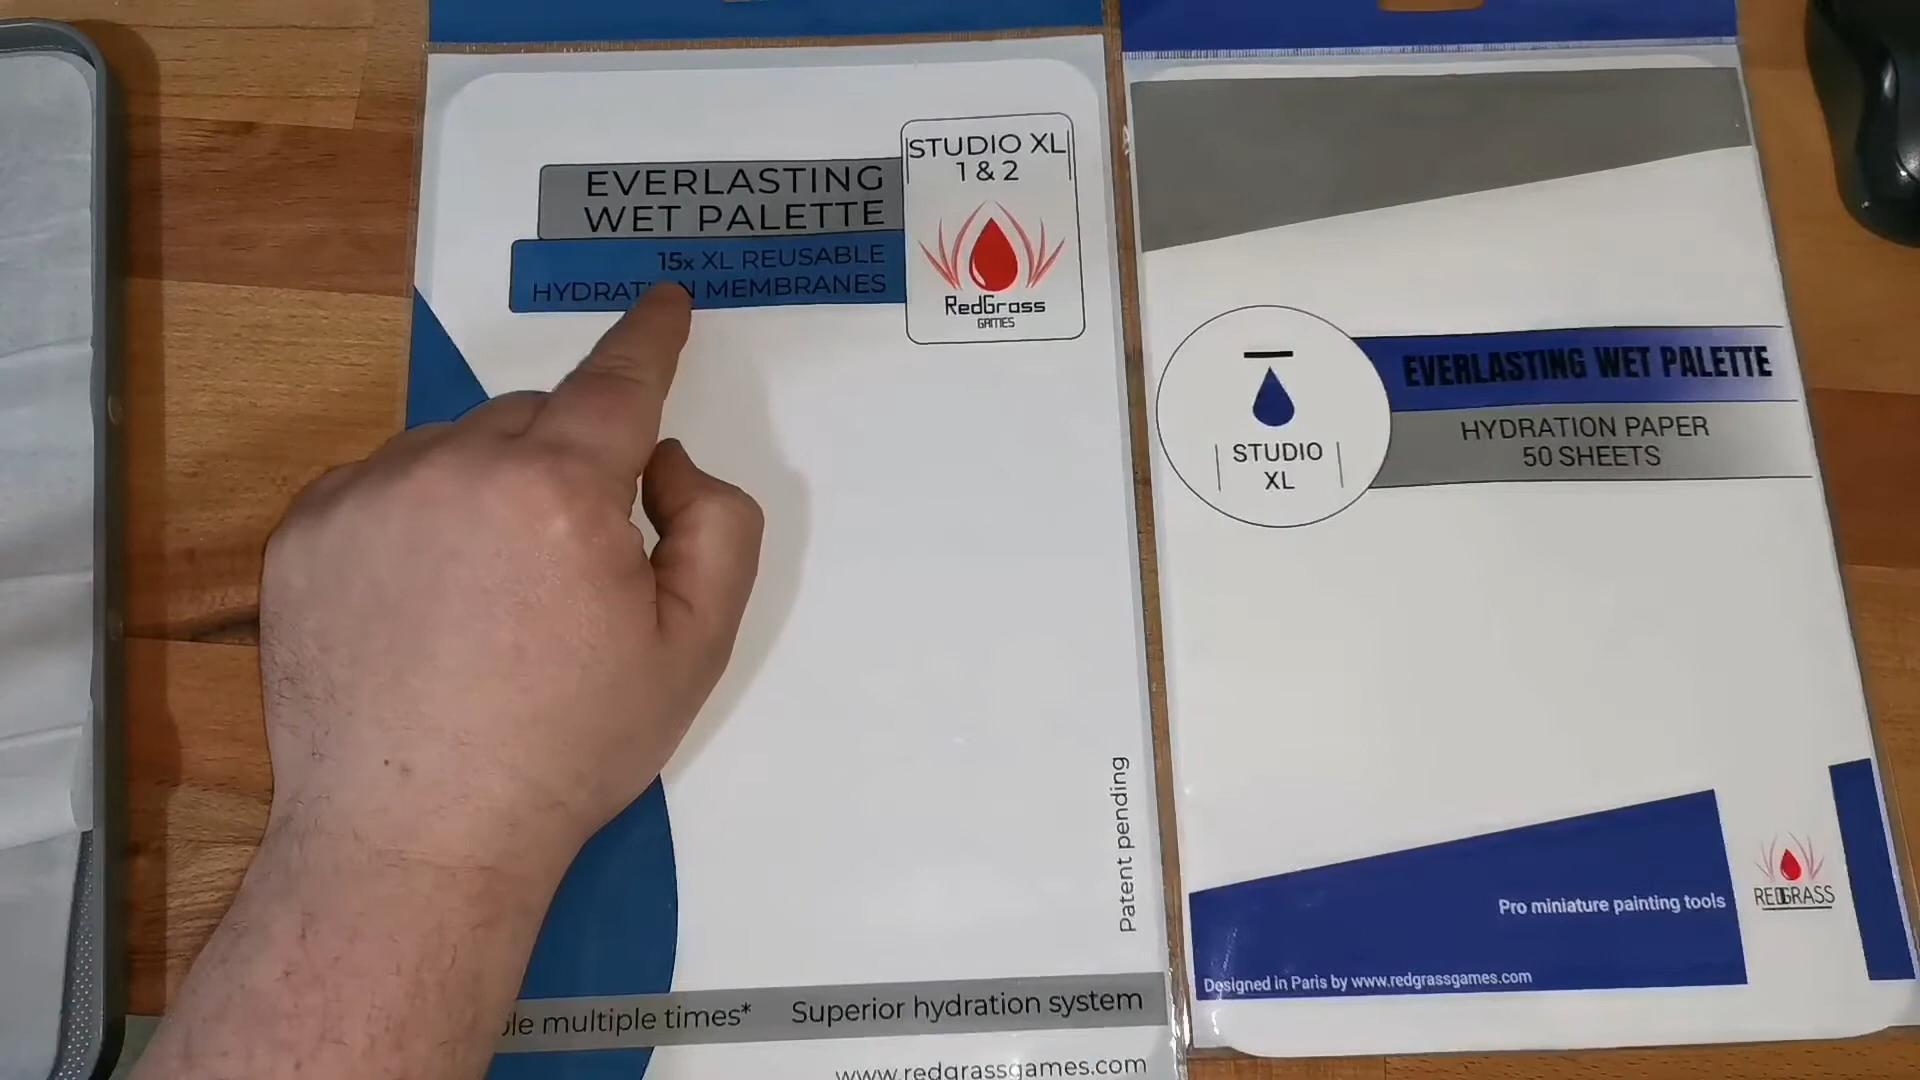 EVERLASTING
WET PALETTE
15x XL REUSABLE
MEMBRANES
STUDIO XL
1 & 2
RedGrass
GAMES
Patent pending
multiple times*
Superior hydration system
www.redgrassgames.com
EVERLASTING WET PALETTE
HYDRATION PAPER
50 SHEETS
STUDIO
XL
Pro miniature painting tools
REDGRASS
Designed in Paris by www.redgrassgames.com